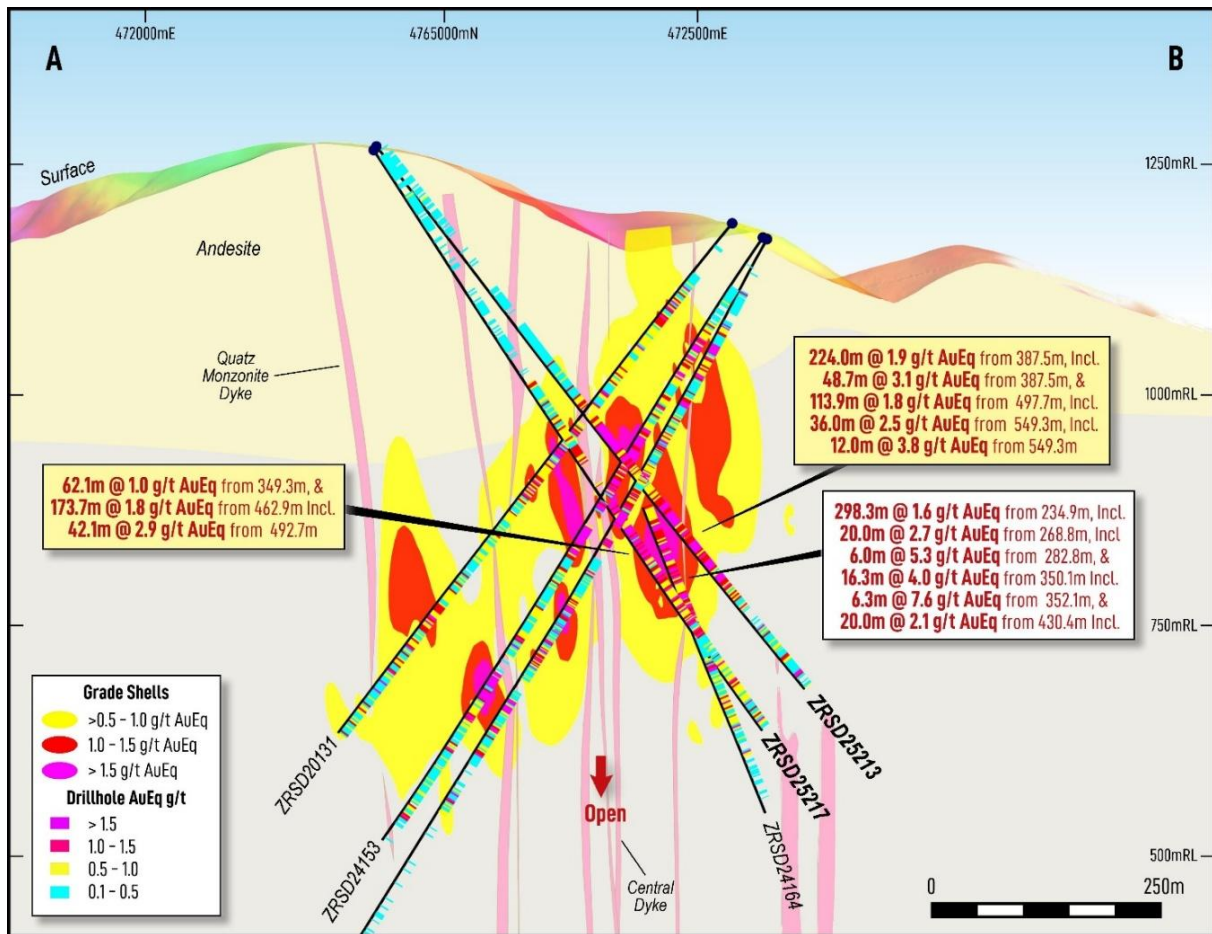 472000mE
4765000mN
472500mE
A
B
Surface
1250mRL
Andesite
Quatz
Monzonite
Dyke
1000mRL
224.0m @ 1.9 g/t AuEq from 387.5m, Incl.
48.7m @ 3.1 g/t AuEq from 387.5m, &
113.9m @ 1.8 g/t AuEq from 497.7m, Incl.
36.0m @ 2.5 g/t AuEq from 549.3m, Incl.
12.0m @ 3.8 g/t AuEq from 549.3m
62.1m @ 1.0 g/t AuEq from 349.3m, &
173.7m @ 1.8 g/t AuEq from 462.9m Incl.
42.1m @ 2.9 g/t AuEq from 492.7m
298.3m @ 1.6 g/t AuEq from 234.9m, Incl.
20.0m @ 2.7 g/t AuEq from 268.8m, Incl.
6.0m @ 5.3 g/t AuEq from 282.8m, &
16.3m @ 4.0 g/t AuEq from 350.1m Incl.
6.3m @ 7.6 g/t AuEq from 352.1m, &
20.0m @ 2.1 g/t AuEq from 430.4m Incl.
750mRL
Grade Shells
>0.5 – 1.0 g/t AuEq
1.0 – 1.5 g/t AuEq
> 1.5 g/t AuEq
Drillhole AuEq g/t
> 1.5
1.0 – 1.5
0.5 – 1.0
0.1 – 0.5
ZRSD20131
ZRSD24153
Open
Central
Dyke
ZRSD25213
ZRSD25217
ZRSD24164
500mRL
0
250m